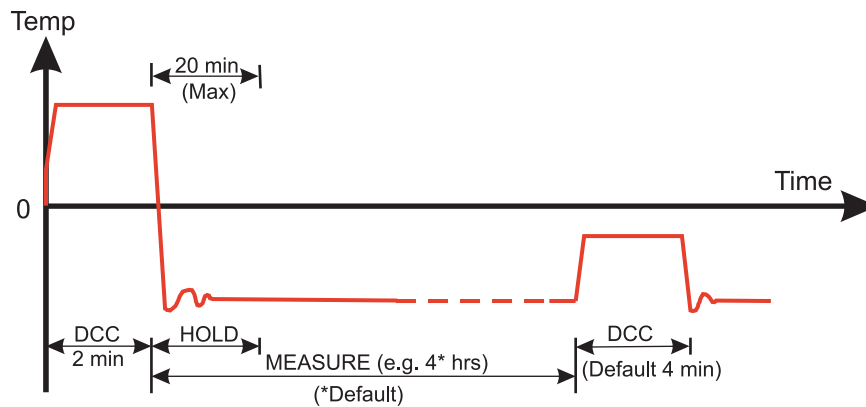 Temp
20 min
(Max)
Time
0
DCC
2 min
HOLD
MEASURE (e.g. 4* hrs)
(*Default)
DCC
(Default 4 min)